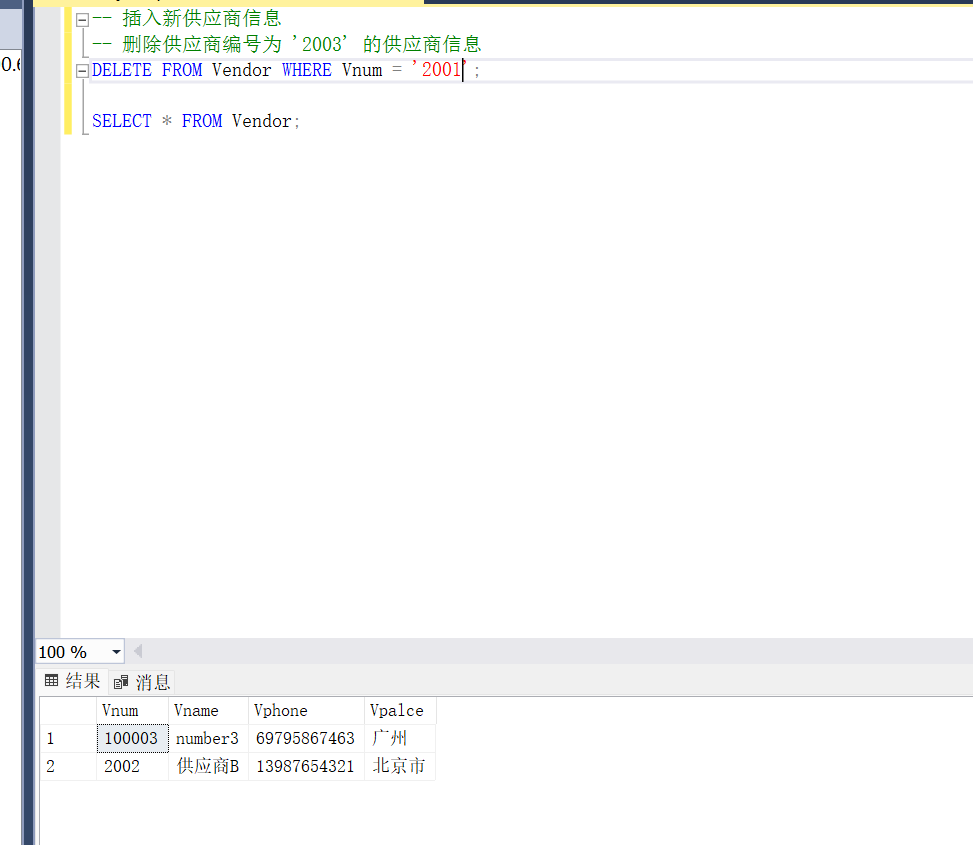 0.6
-- 插入新供应商信息
-- 删除供应商编号为 '2003' 的供应商信息
DELETE FROM Vendor WHERE Vnum = '2001';
SELECT * FROM Vendor;
100 %
结果 消息
Vnum Vname Vphone Vpalce
1 100003 number3 69795867463 广州
2 2002 供应商B 13987654321 北京市